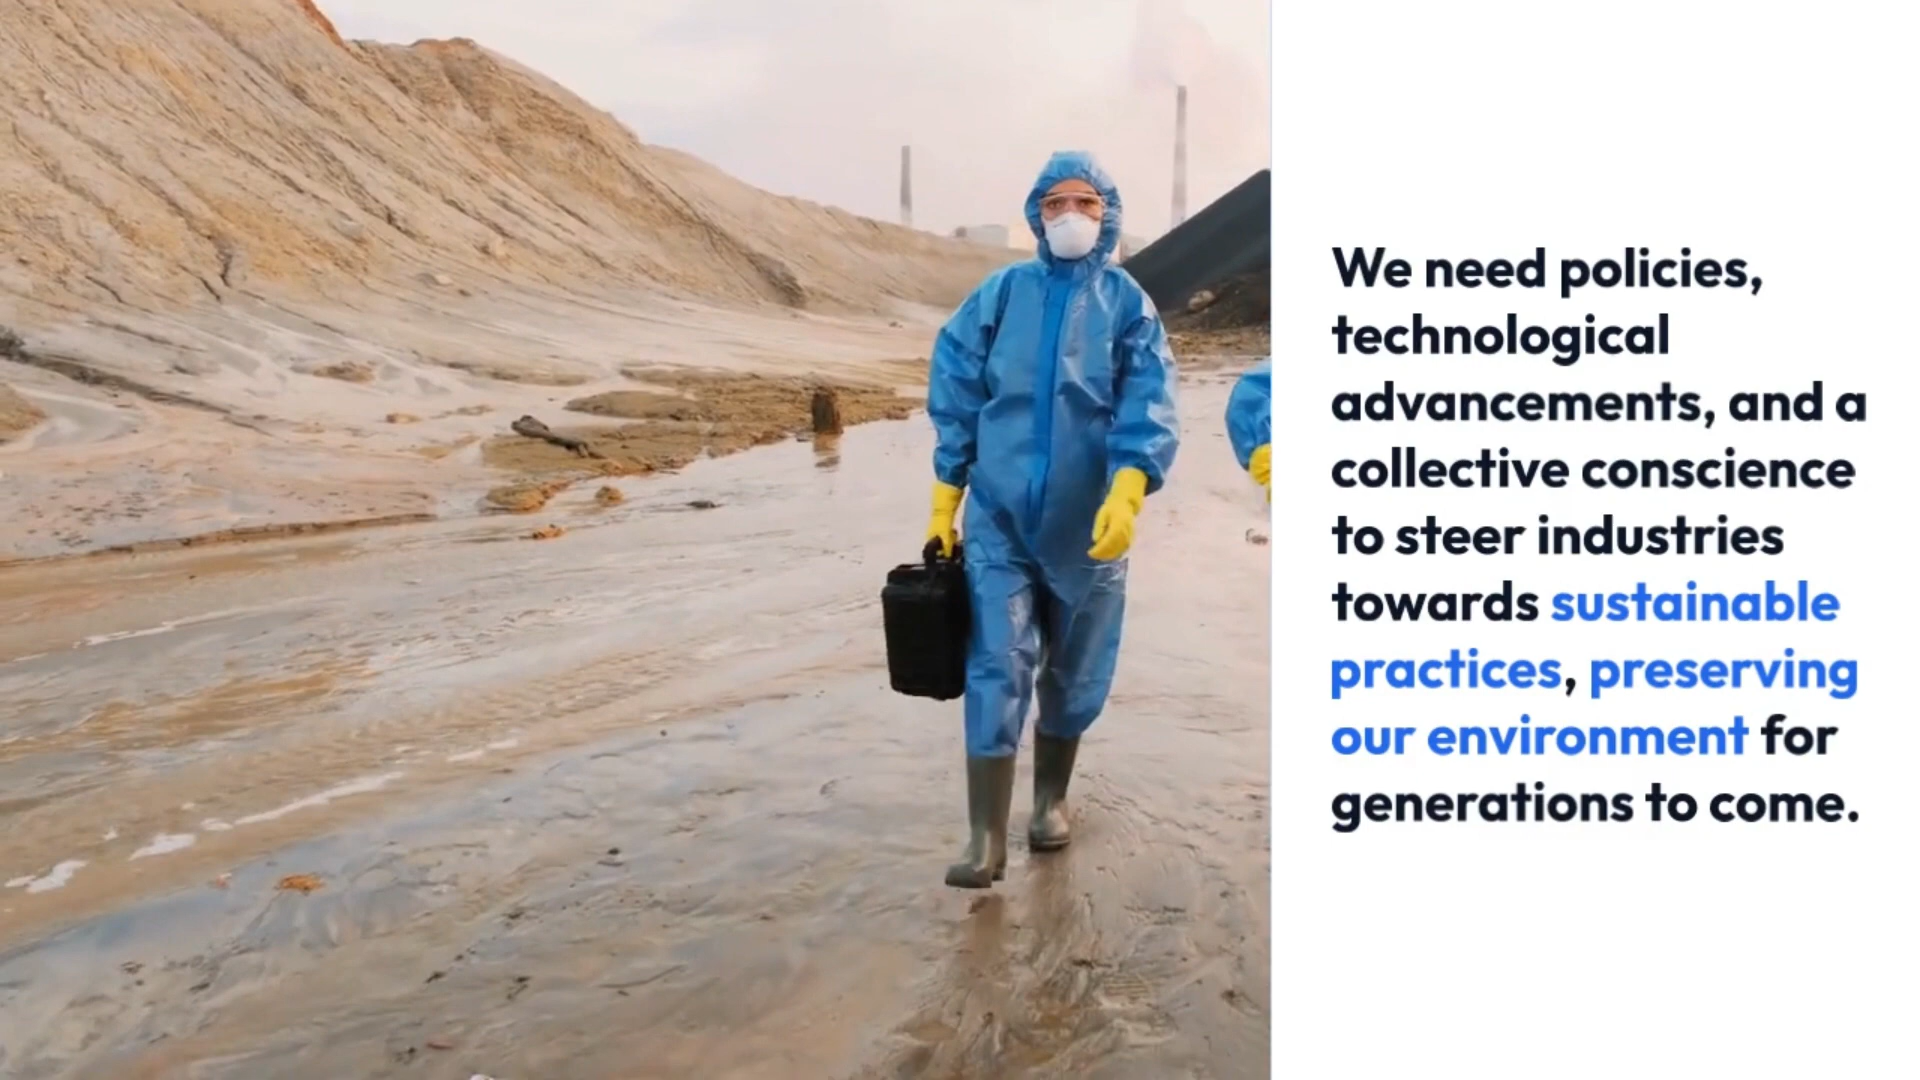 We need policies,
technological
advancements, and a
collective conscience
to steer industries
towards sustainable
practices, preserving
our environment for
generations to come.